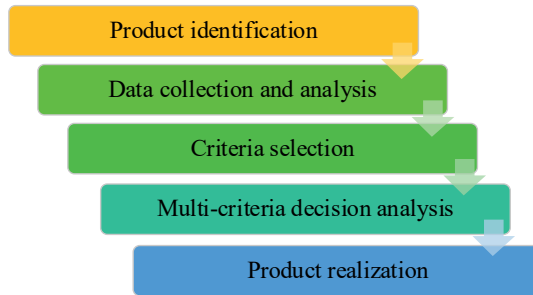 Product identification
Data collection and analysis
Criteria selection
Multi-criteria decision analysis
Product realization